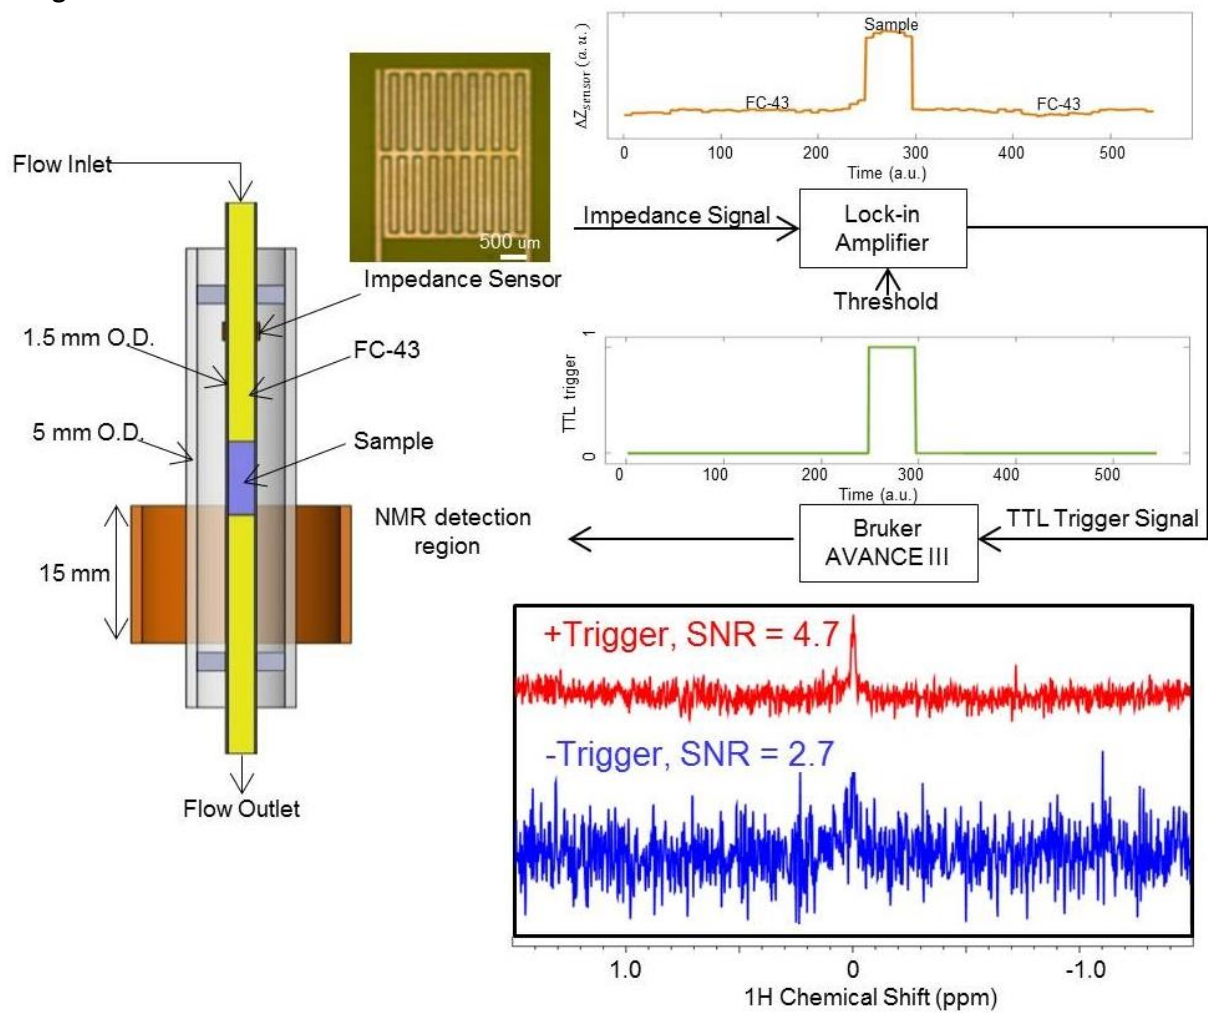 Flow Inlet
1.5 mm O.D.
5 mm O.D.
15 mm
Flow Outlet
500 um
Impedance Sensor
FC-43
Sample
NMR detection
region
ΔZsensor (a.u.)
Sample
FC-43
FC-43
0 100 200 300 400 500
Time (a.u.)
Impedance Signal
Lock-in
Amplifier
Threshold
TTL trigger
1
0
0 100 200 300 400 500
Time (a.u.)
TTL Trigger Signal
Bruker
AVANCE III
+Trigger, SNR = 4.7
-Trigger, SNR = 2.7
1.0 0 -1.0
1H Chemical Shift (ppm)